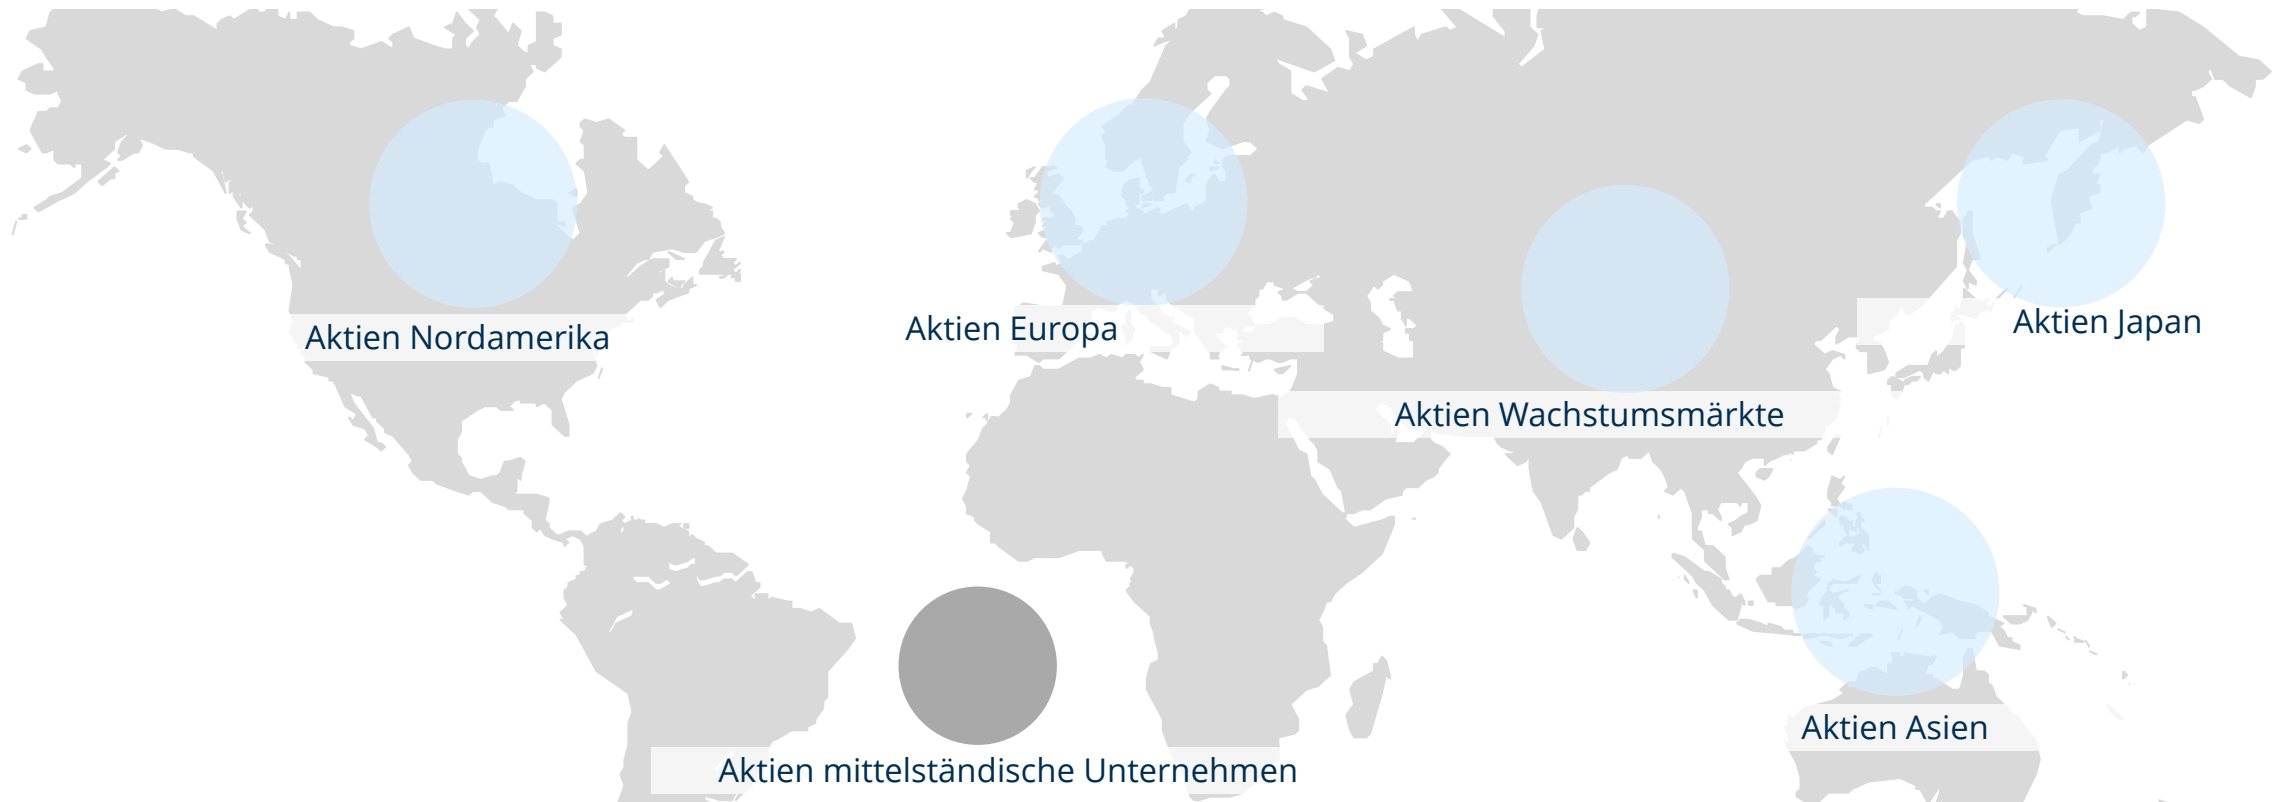 Aktien Nordamerika
Aktien Europa
Aktien Japan
Aktien Wachstumsmärkte
Aktien Asien
Aktien mittelständische Unternehmen